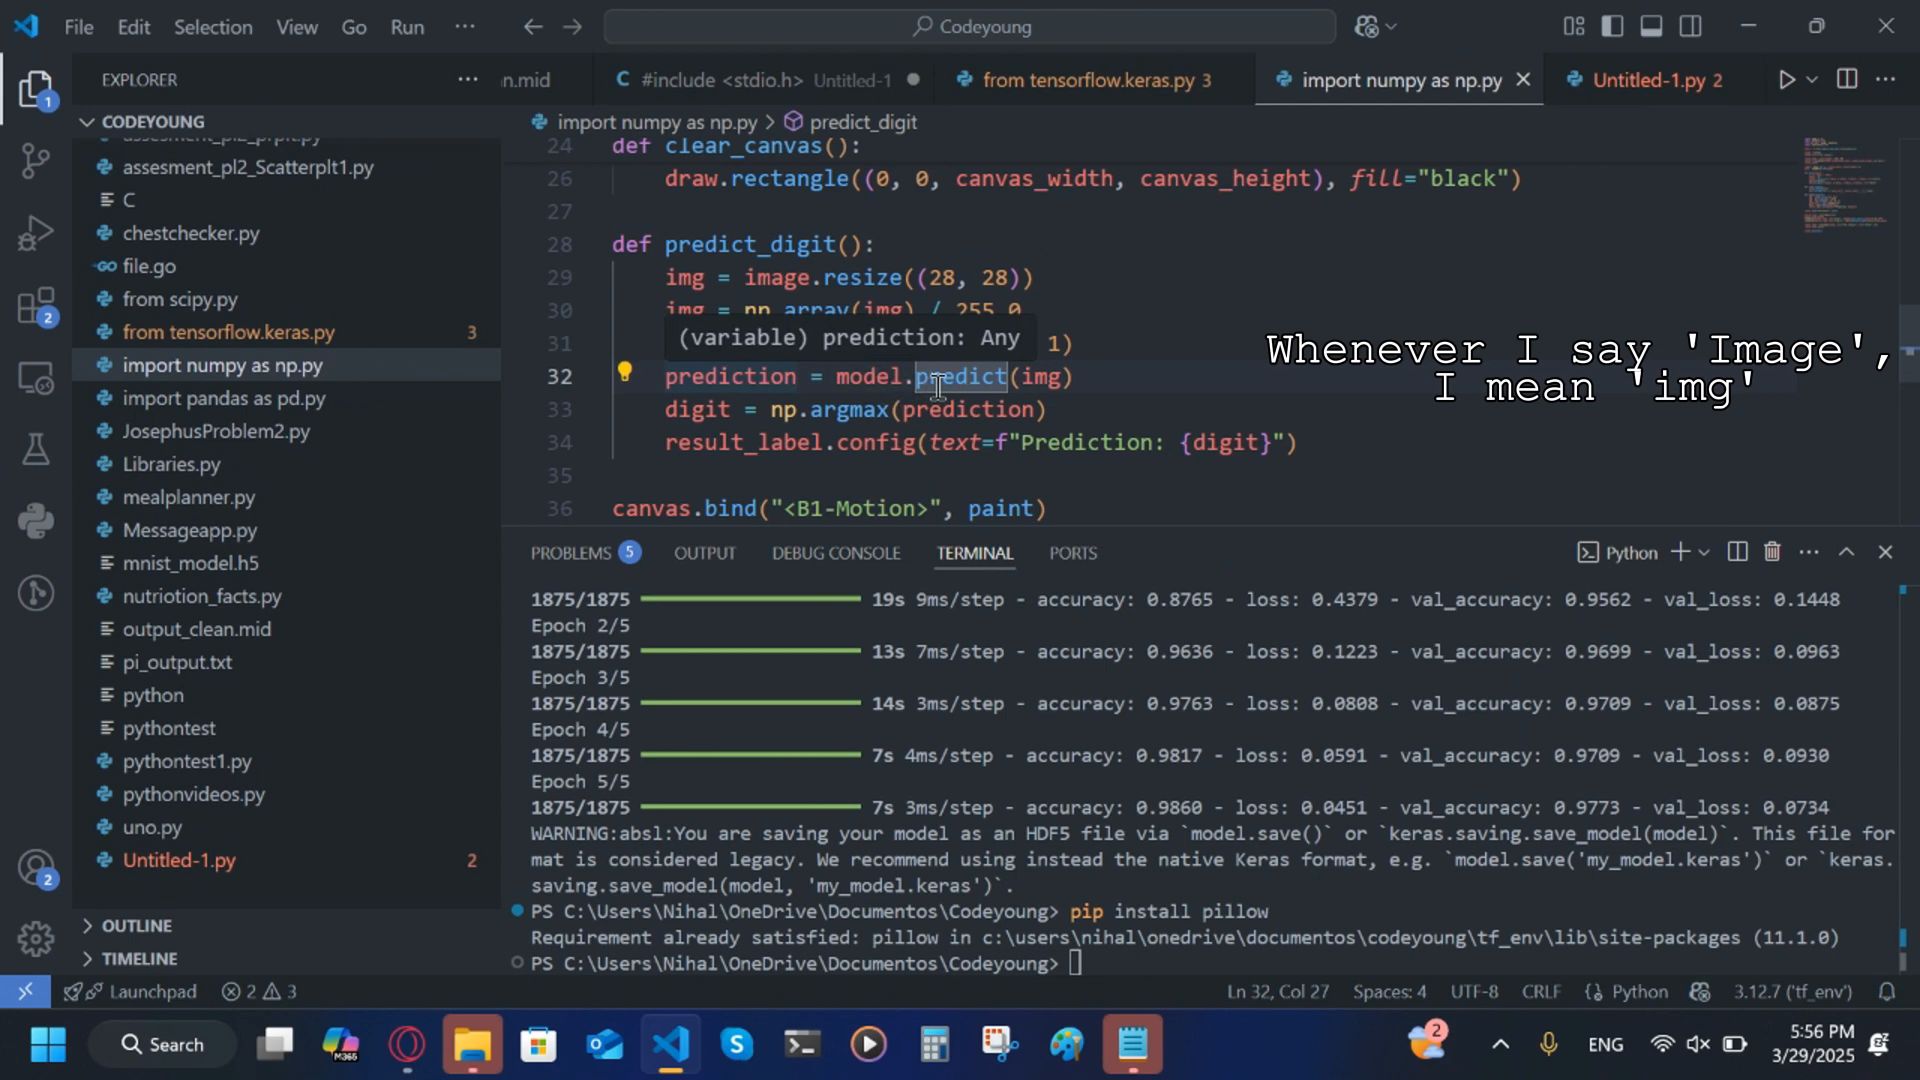 File Edit Selection View Go Run ··· Codeyoung
EXPLORER
n.mid
#include <stdio.h> Untitled-1
from tensorflow.keras.py 3
import numpy as np.py
Untitled-1.py 2
CODEYOUNG
assesment_pl2_prplt.py
assesment_pl2_Scatterplt1.py
C
chestchecker.py
file.go
from scipy.py
from tensorflow.keras.py 3
import numpy as np.py
import pandas as pd.py
JosephusProblem2.py
Libraries.py
mealplanner.py
Messageapp.py
mnist_model.h5
nutriotion_facts.py
output_clean.mid
pi_output.txt
python
pythontest
pythontest1.py
pythonvideos.py
uno.py
Untitled-1.py 2
OUTLINE
TIMELINE
1
2
2
import numpy as np.py > predict_digit
24 def clear_canvas():
26 draw.rectangle((0, 0, canvas_width, canvas_height), fill="black")
27
28 def predict_digit():
29 img = image.resize((28, 28))
30 img = np.array(img) / 255.0
(variable) prediction: Any
31 1)
32 prediction = model.predict(img)
33 digit = np.argmax(prediction)
34 result_label.config(text=f"Prediction: {digit}")
35
36 canvas.bind("<B1-Motion>", paint)
Whenever I say 'Image',
I mean 'img'
PROBLEMS 5 OUTPUT DEBUG CONSOLE TERMINAL PORTS Python
1875/1875 19s 9ms/step - accuracy: 0.8765 - loss: 0.4379 - val_accuracy: 0.9562 - val_loss: 0.1448
Epoch 2/5
1875/1875 13s 7ms/step - accuracy: 0.9636 - loss: 0.1223 - val_accuracy: 0.9699 - val_loss: 0.0963
Epoch 3/5
1875/1875 14s 3ms/step - accuracy: 0.9763 - loss: 0.0808 - val_accuracy: 0.9709 - val_loss: 0.0875
Epoch 4/5
1875/1875 7s 4ms/step - accuracy: 0.9817 - loss: 0.0591 - val_accuracy: 0.9709 - val_loss: 0.0930
Epoch 5/5
1875/1875 7s 3ms/step - accuracy: 0.9860 - loss: 0.0451 - val_accuracy: 0.9773 - val_loss: 0.0734
WARNING:absl:You are saving your model as an HDF5 file via `model.save()` or `keras.saving.save_model(model)`. This file for
mat is considered legacy. We recommend using instead the native Keras format, e.g. `model.save('my_model.keras')` or `keras.
saving.save_model(model, 'my_model.keras')`.
PS C:\Users\Nihal\OneDrive\Documentos\Codeyoung> pip install pillow
Requirement already satisfied: pillow in c:\users\nihal\onedrive\documentos\codeyoung\tf_env\lib\site-packages (11.1.0)
PS C:\Users\Nihal\OneDrive\Documentos\Codeyoung>
Launchpad 2 3 Ln 32, Col 27 Spaces: 4 UTF-8 CRLF {} Python 3.12.7 ('tf_env')
Search
M365
2
ENG
5:56 PM
3/29/2025